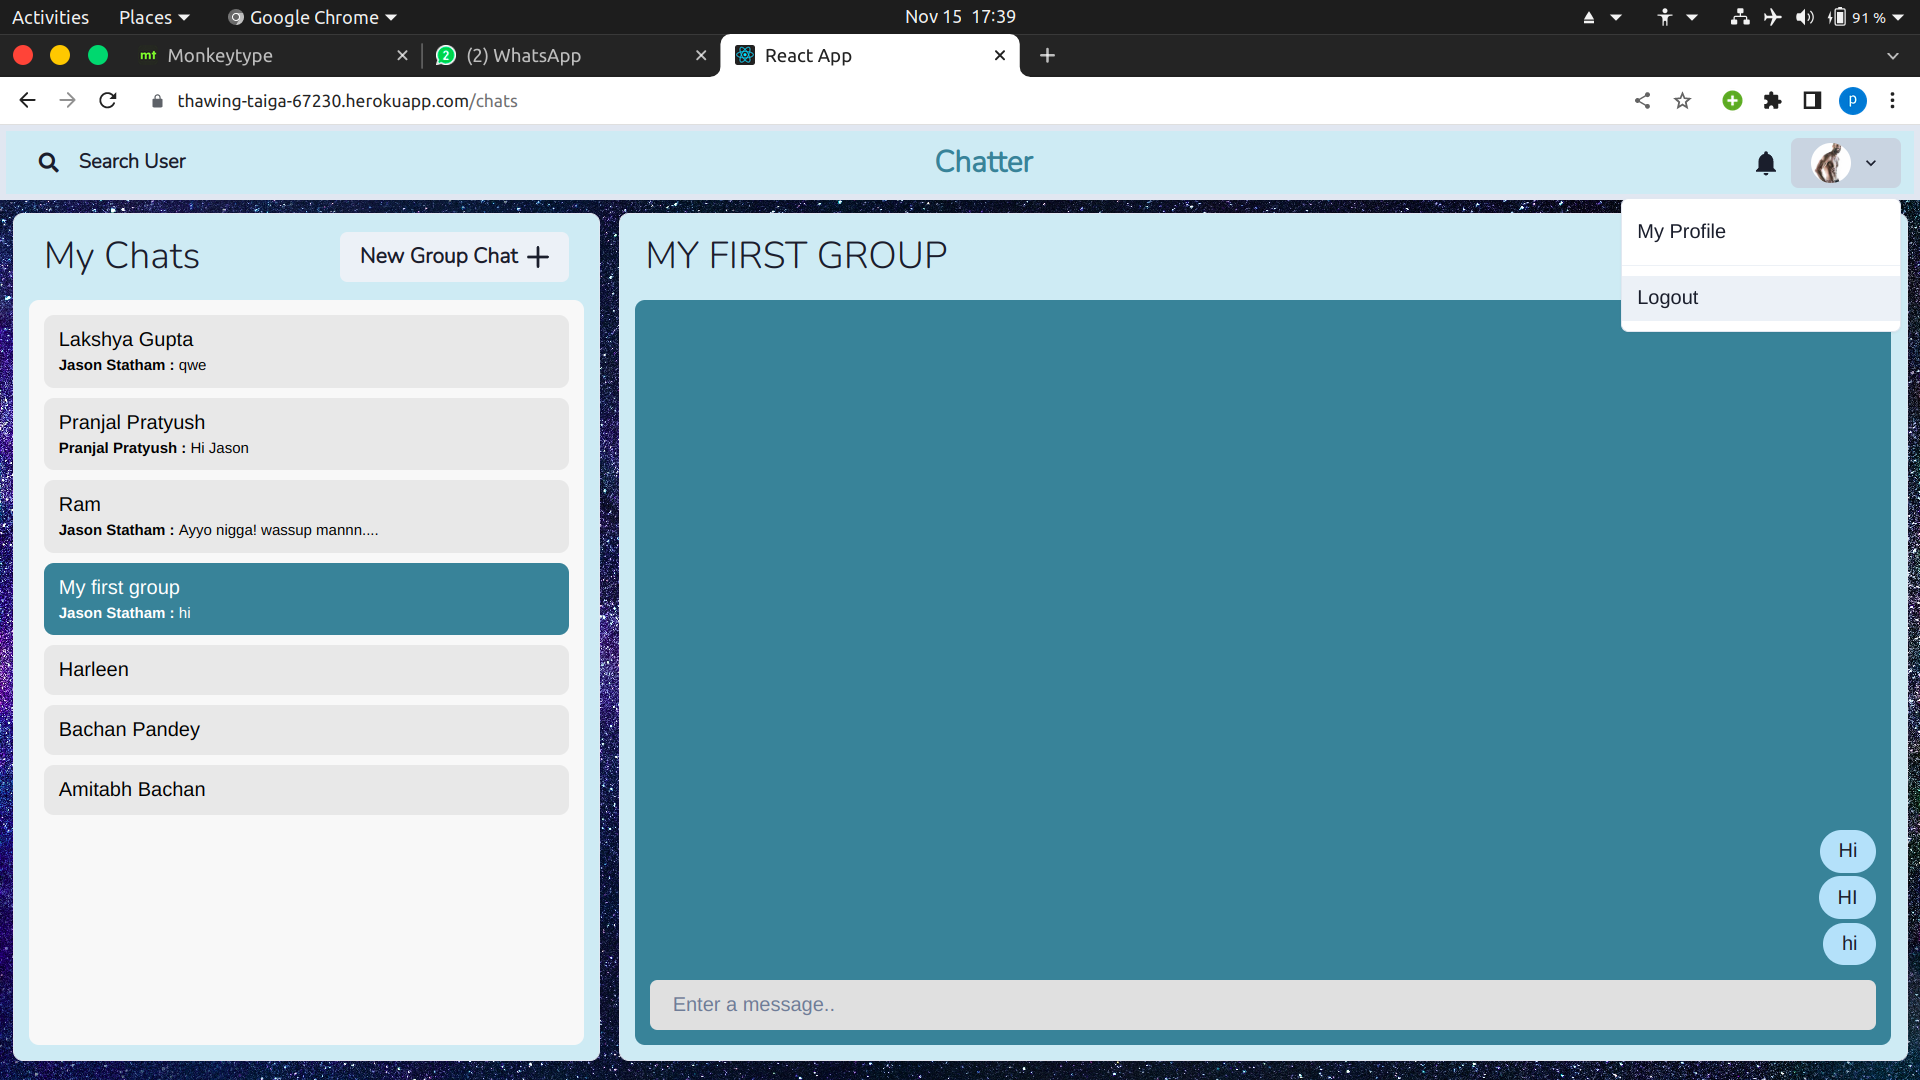 Activities Places Google Chrome Nov 15 17:39 91 %
mt Monkeytype 2 (2) WhatsApp React App
thawing-taiga-67230.herokuapp.com/chats p
Search User Chatter
My Profile
Logout
My Chats New Group Chat
Lakshya Gupta
Jason Statham : qwe
Pranjal Pratyush
Pranjal Pratyush : Hi Jason
Ram
Jason Statham : Ayyo nigga! wassup mannn....
My first group
Jason Statham : hi
Harleen
Bachan Pandey
Amitabh Bachan
MY FIRST GROUP
Hi
HI
hi
Enter a message..